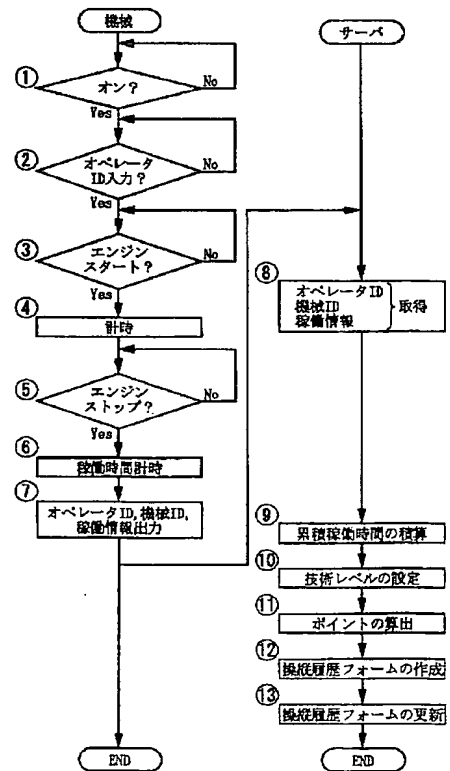 機械
① オン?
No
Yes
② オペレータ
ID入力?
No
Yes
③ エンジン
スタート?
No
Yes
④ 計時
⑤ エンジン
ストップ?
No
Yes
⑥ 稼働時間計時
⑦ オペレータID,機械ID,
稼働情報出力
END
サーバ
⑧ オペレータID
機械ID 取得
稼働情報
⑨ 累積稼働時間の積算
⑩ 技術レベルの設定
⑪ ポイントの算出
⑫ 操縦履歴フォームの作成
⑬ 操縦履歴フォームの更新
END